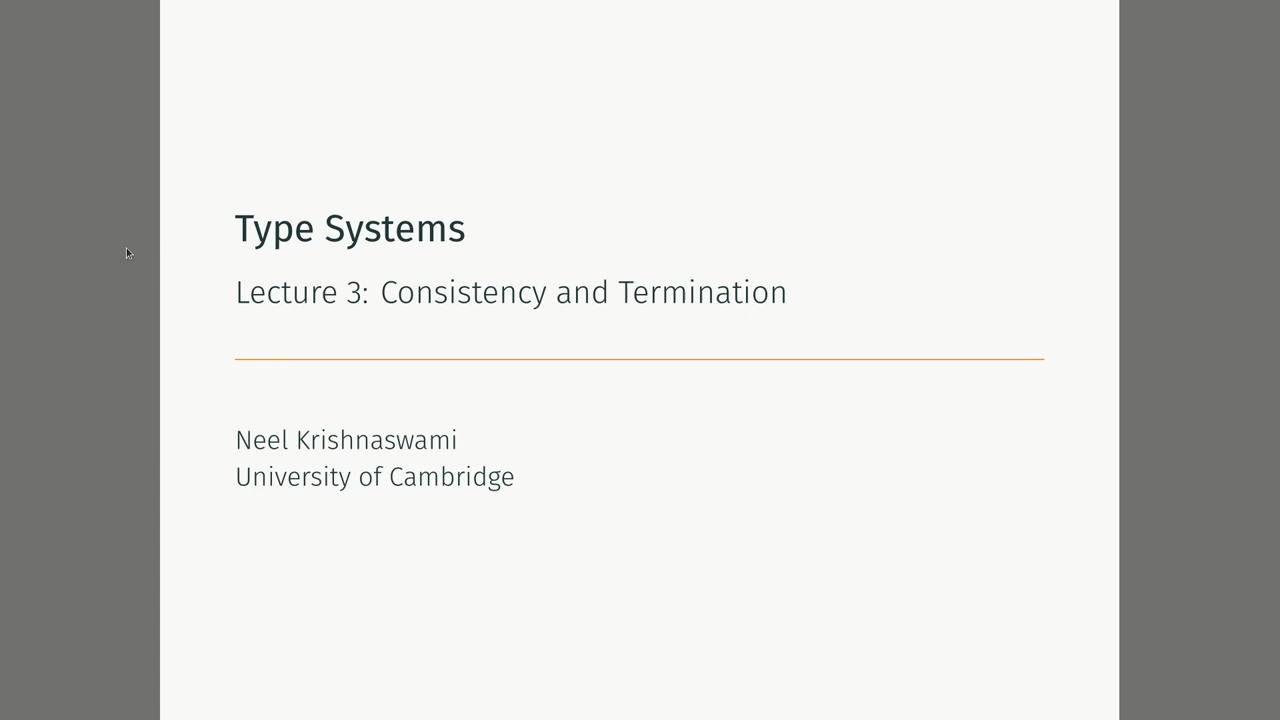 Type Systems
Lecture 3: Consistency and Termination
Neel Krishnaswami
University of Cambridge